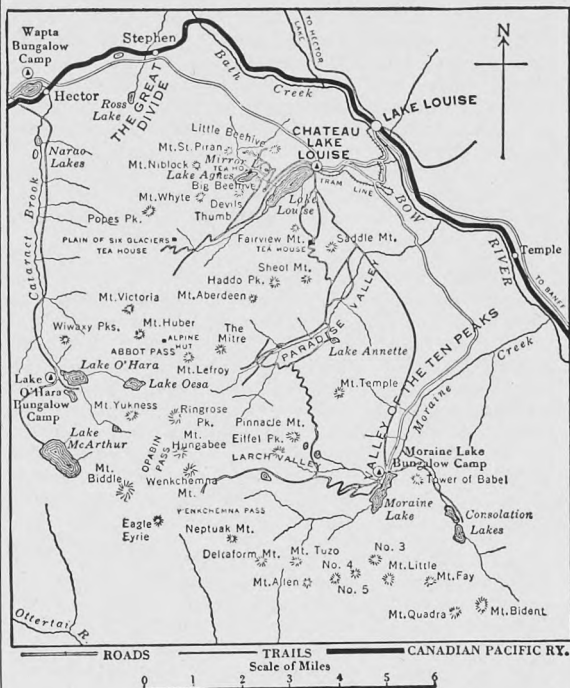 Wapta
Bungalow
Camp
Stephen
TO HECTOR
LAKE
Bath
Creek
N
Hector
Ross
Lake
THE GREAT
DIVIDE
LAKE LOUISE
Little Beehive
CHATEAU
LAKE
LOUISE
Narao
Lakes
Mt.St.Piran
Mirror L.
Mt.Niblock
TEA HOUSE
Lake Agnes
Big Beehive
TRAM LINE
Mt.Whyte
Devils
Thumb
Lake
Louise
BOW
RIVER
Popes Pk.
Cataract Brook
PLAIN OF SIX GLACIERS
TEA HOUSE
Fairview Mt.
TEA HOUSE
Saddle Mt.
Temple
TO BANFF
Sheol Mt.
Haddo Pk.
Mt.Victoria
Mt.Aberdeen
PARADISE VALLEY
Wiwaxy Pks.
Mt.Huber
ALPINE
HUT
The
Mitre
ABBOT PASS
Lake Annette
Mt.Lefroy
Lake O'Hara
Lake Oesa
Lake
O'Hara
Bungalow
Camp
Mt.Temple
VALLEY OF THE TEN PEAKS
Moraine
Creek
Mt.Yukness
Ringrose
Pk.
Pinnacle Mt.
Lake
McArthur
OPABIN
PASS
Mt.
Hungabee
Eiffel Pk.
LARCH VALLEY
Moraine Lake
Bungalow Camp
Mt.
Biddle
Wenkchemna
Mt.
Tower of Babel
WENKCHEMNA PASS
Moraine
Lake
Consolation
Lakes
Eagle
Eyrie
Neptuak Mt.
Deltaform Mt.
Mt. Tuzo
No. 3
No. 4
Mt.Little
Mt.Allen
No. 5
Mt.Fay
Mt.Quadra
Mt.Bident
Ottertail R.
ROADS TRAILS CANADIAN PACIFIC RY.
Scale of Miles
0 1 2 3 4 5 6